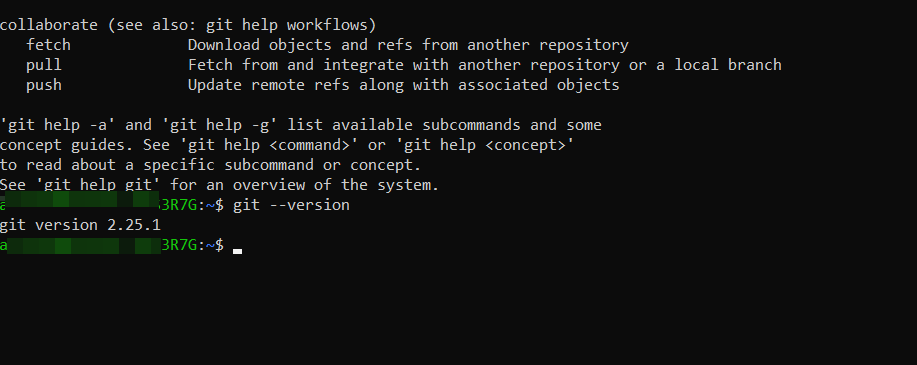 collaborate (see also: git help workflows)
fetch Download objects and refs from another repository
pull Fetch from and integrate with another repository or a local branch
push Update remote refs along with associated objects
'git help -a' and 'git help -g' list available subcommands and some
concept guides. See 'git help <command>' or 'git help <concept>'
to read about a specific subcommand or concept.
See 'git help git' for an overview of the system.
a 3R7G:~$ git --version
git version 2.25.1
a 3R7G:~$